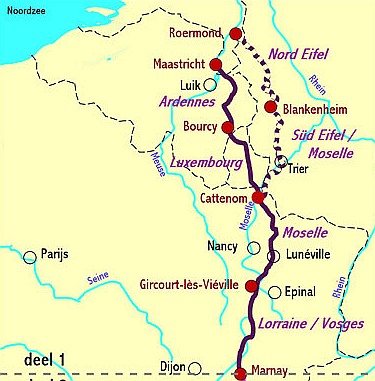 Noordzee
Roermond
Nord Eifel
Maastricht
Luik
Rhein
Ardennes
Blankenheim
Bourcy
Süd Eifel /
Moselle
Meuse
Luxembourg
Trier
Cattenom
Moselle
Moselle
Nancy
Lunéville
Parijs
Seine
Gircourt-lès-Viéville
Epinal
Rhein
Lorraine / Vosges
deel 1
Dijon
Marnay